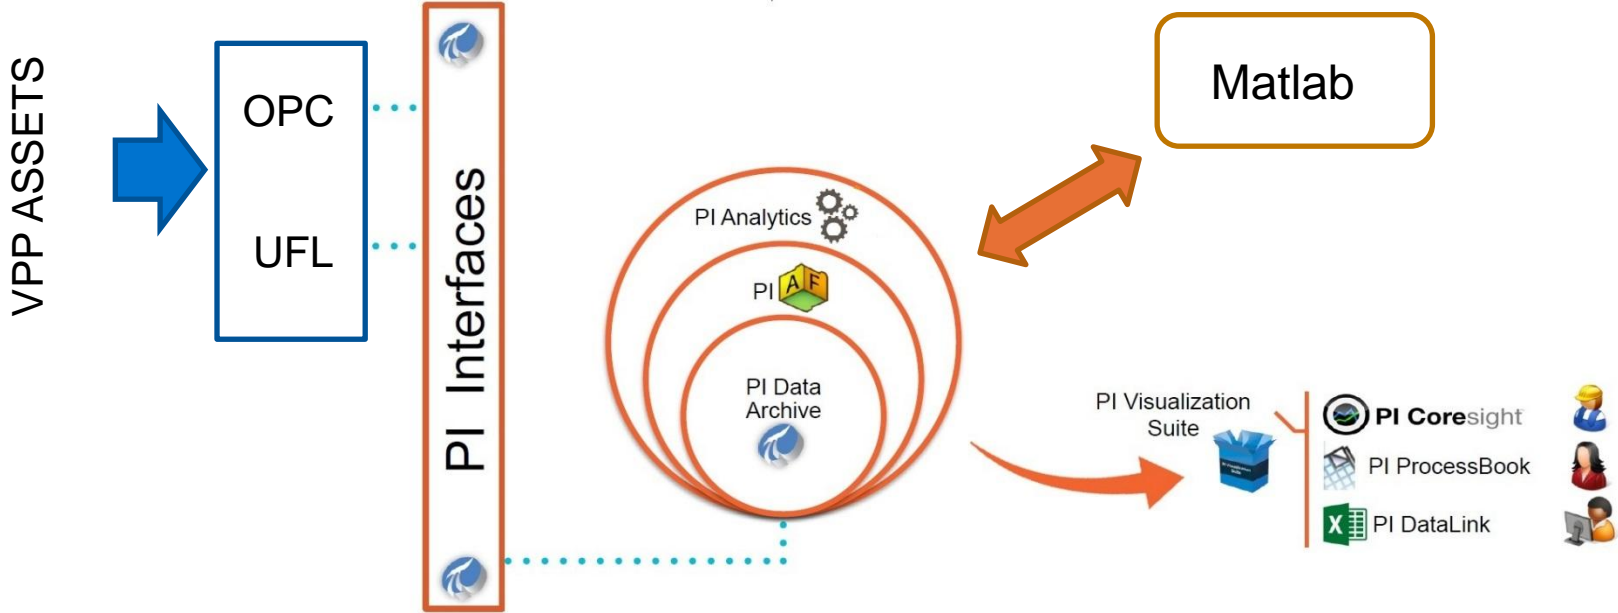 VPP ASSETS
OPC
UFL
PI Interfaces
PI Analytics
PI AF
PI Data
Archive
Matlab
PI Visualization
Suite
PI Coresight
PI ProcessBook
X
PI DataLink